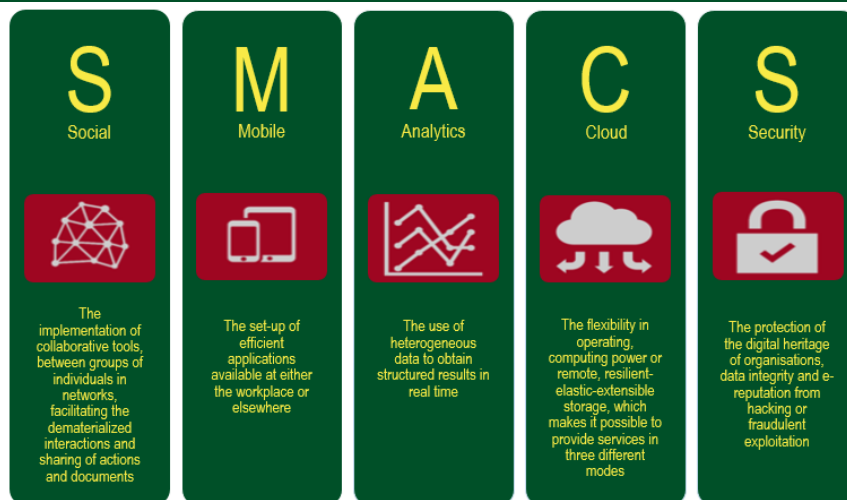 S
Social
The
implementation of
collaborative tools,
between groups of
individuals in
networks,
facilitating the
dematerialized
interactions and
sharing of actions
and documents
M
Mobile
The set-up of
efficient
applications
available at either
the workplace or
elsewhere
A
Analytics
The use of
heterogeneous
data to obtain
structured results in
real time
C
Cloud
The flexibility in
operating,
computing power or
remote, resilient-
elastic-extensible
storage, which
makes it possible to
provide services in
three different
modes
S
Security
The protection of
the digital heritage
of organisations,
data integrity and e-
reputation from
hacking or
fraudulent
exploitation